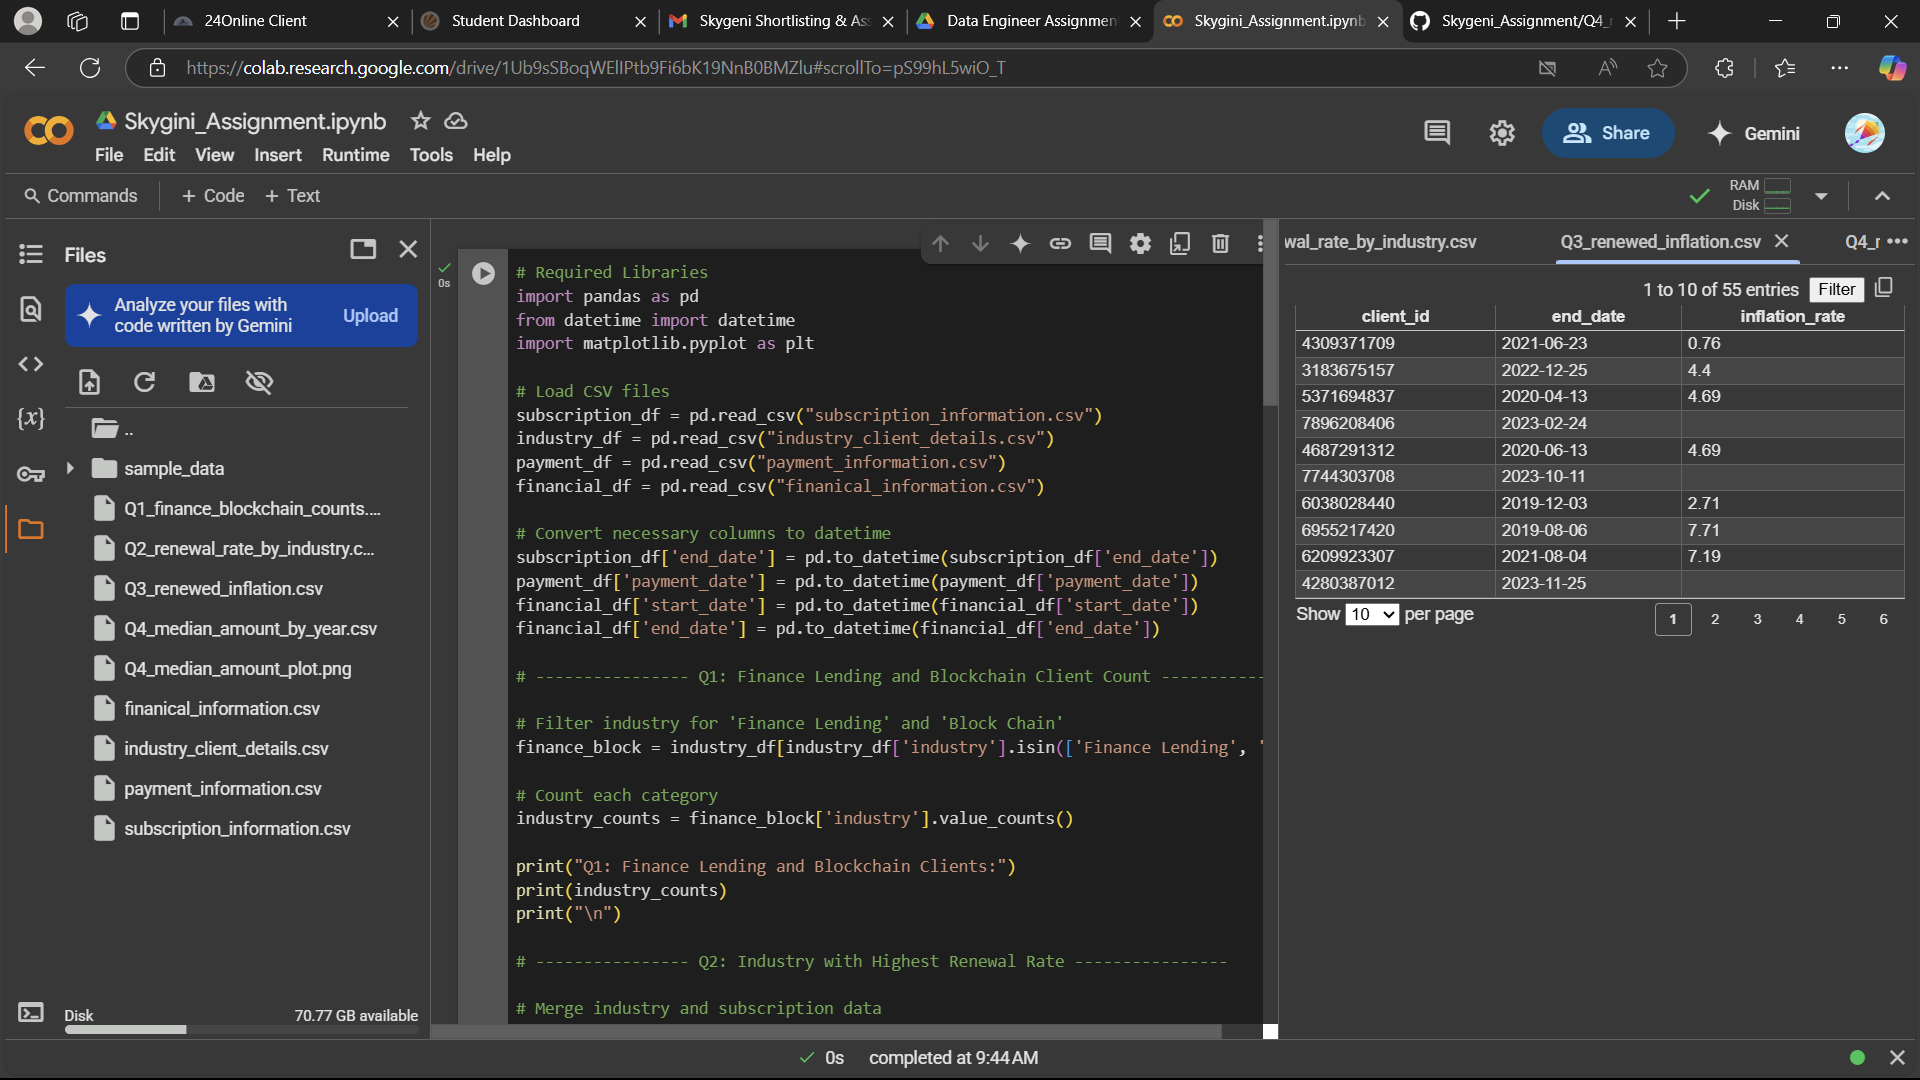 24Online Client
Student Dashboard
Skygeni Shortlisting & As
Data Engineer Assignmen
Skygini_Assignment.ipynb
Skygeni_Assignment/Q4_
https://colab.research.google.com/drive/1Ub9sSBoqWElIPtb9Fi6bK19NnB0BMZlu#scrollTo=pS99hL5wiO_T
Skygini_Assignment.ipynb
File Edit View Insert Runtime Tools Help
Share
Gemini
Commands + Code + Text
RAM
Disk
Files
Analyze your files with
code written by Gemini
Upload
..
sample_data
Q1_finance_blockchain_counts....
Q2_renewal_rate_by_industry.c...
Q3_renewed_inflation.csv
Q4_median_amount_by_year.csv
Q4_median_amount_plot.png
finanical_information.csv
industry_client_details.csv
payment_information.csv
subscription_information.csv
Disk 70.77 GB available
0s
# Required Libraries
import pandas as pd
from datetime import datetime
import matplotlib.pyplot as plt
# Load CSV files
subscription_df = pd.read_csv("subscription_information.csv")
industry_df = pd.read_csv("industry_client_details.csv")
payment_df = pd.read_csv("payment_information.csv")
financial_df = pd.read_csv("finanical_information.csv")
# Convert necessary columns to datetime
subscription_df['end_date'] = pd.to_datetime(subscription_df['end_date'])
payment_df['payment_date'] = pd.to_datetime(payment_df['payment_date'])
financial_df['start_date'] = pd.to_datetime(financial_df['start_date'])
financial_df['end_date'] = pd.to_datetime(financial_df['end_date'])
# ---------------- Q1: Finance Lending and Blockchain Client Count -----------
# Filter industry for 'Finance Lending' and 'Block Chain'
finance_block = industry_df[industry_df['industry'].isin(['Finance Lending', '
# Count each category
industry_counts = finance_block['industry'].value_counts()
print("Q1: Finance Lending and Blockchain Clients:")
print(industry_counts)
print("\n")
# ---------------- Q2: Industry with Highest Renewal Rate ----------------
# Merge industry and subscription data
wal_rate_by_industry.csv
Q3_renewed_inflation.csv
Q4_r
1 to 10 of 55 entries Filter
client_id end_date inflation_rate
4309371709 2021-06-23 0.76
3183675157 2022-12-25 4.4
5371694837 2020-04-13 4.69
7896208406 2023-02-24
4687291312 2020-06-13 4.69
7744303708 2023-10-11
6038028440 2019-12-03 2.71
6955217420 2019-08-06 7.71
6209923307 2021-08-04 7.19
4280387012 2023-11-25
Show 10 per page 1 2 3 4 5 6
0s completed at 9:44 AM